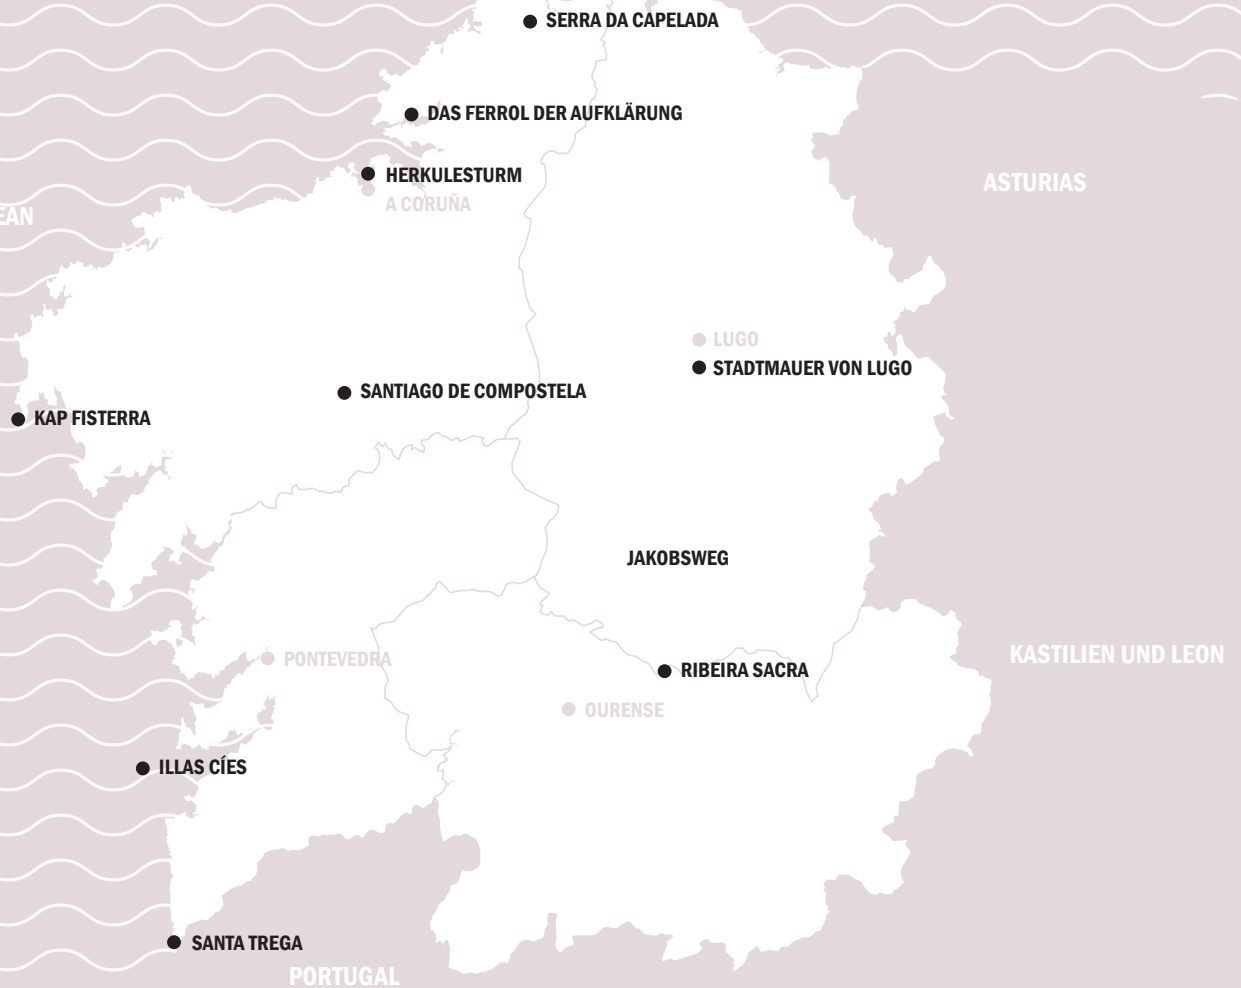 SERRA DA CAPELADA
DAS FERROL DER AUFKLÄRUNG
HERKULESTURM
A CORUÑA
ASTURIAS
EAN
LUGO
STADTMAUER VON LUGO
SANTIAGO DE COMPOSTELA
KAP FISTERRA
JAKOBSWEG
KASTILIEN UND LEON
PONTEVEDRA
RIBEIRA SACRA
OURENSE
ILLAS CÍES
SANTA TREGA
PORTUGAL